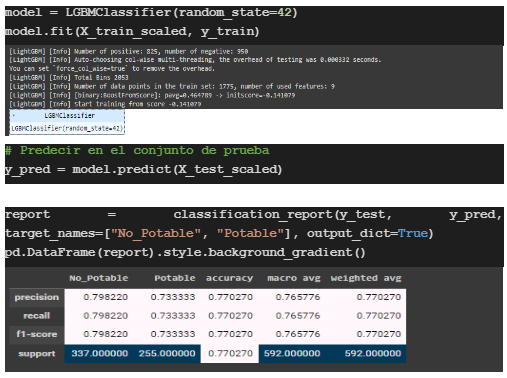 model = LGBMClassifier(random_state=42)
model.fit(X_train_scaled, y_train)
[LightGBM] [Info] Number of positive: 825, number of negative: 950
[LightGBM] [Info] Auto-choosing col-wise multi-threading, the overhead of testing was 0.000332 seconds.
You can set `force_col_wise=true` to remove the overhead.
[LightGBM] [Info] Total Bins 2053
[LightGBM] [Info] Number of data points in the train set: 1775, number of used features: 9
[LightGBM] [Info] [binary:BoostFromScore]: pavg=0.464789 -> initscore=-0.141079
[LightGBM] [Info] Start training from score -0.141079
LGBMClassifier
LGBMClassifier(random_state=42)
# Predecir en el conjunto de prueba
y_pred = model.predict(X_test_scaled)
report = classification_report(y_test, y_pred,
target_names=["No_Potable", "Potable"], output_dict=True)
pd.DataFrame(report).style.background_gradient()
No_Potable Potable accuracy macro avg weighted avg
precision 0.798220 0.733333 0.770270 0.765776 0.770270
recall 0.798220 0.733333 0.770270 0.765776 0.770270
f1-score 0.798220 0.733333 0.770270 0.765776 0.770270
support 337.000000 255.000000 0.770270 592.000000 592.000000